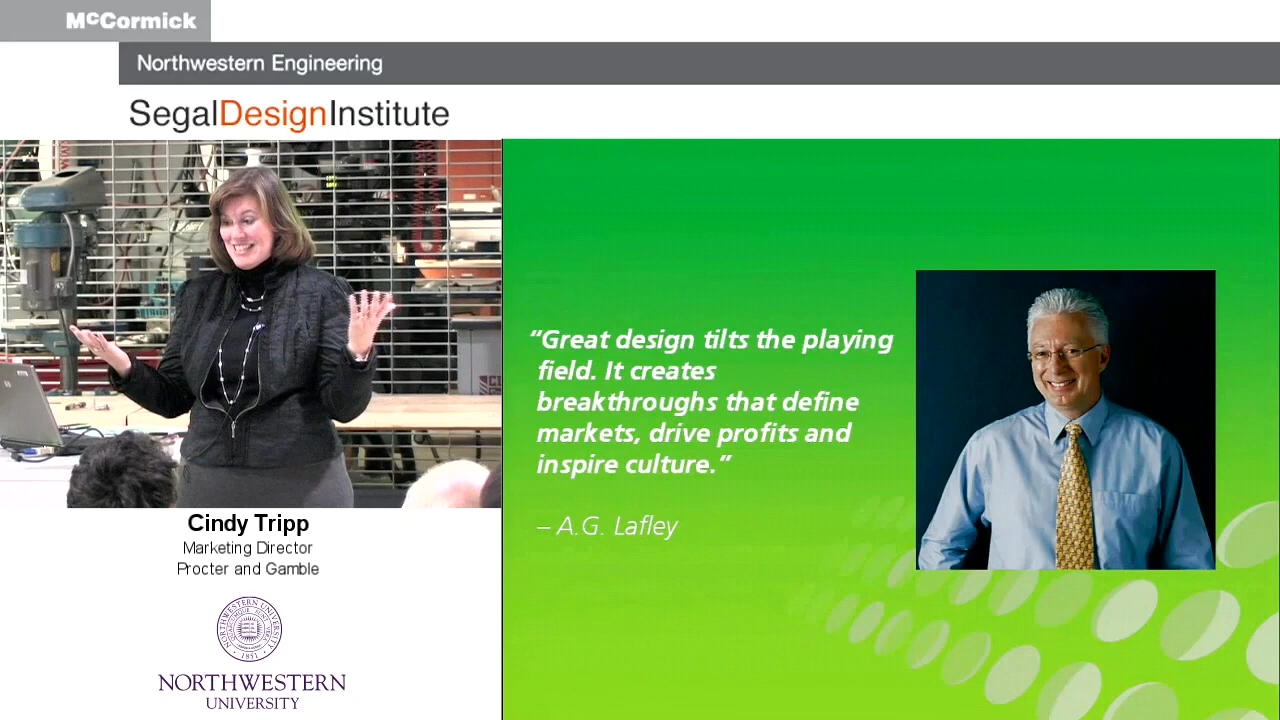 McCormick
Northwestern Engineering
SegalDesignInstitute
“Great design tilts the playing
field. It creates
breakthroughs that define
markets, drive profits and
inspire culture.”
– A.G. Lafley
Cindy Tripp
Marketing Director
Procter and Gamble
1851
NORTHWESTERN
UNIVERSITY